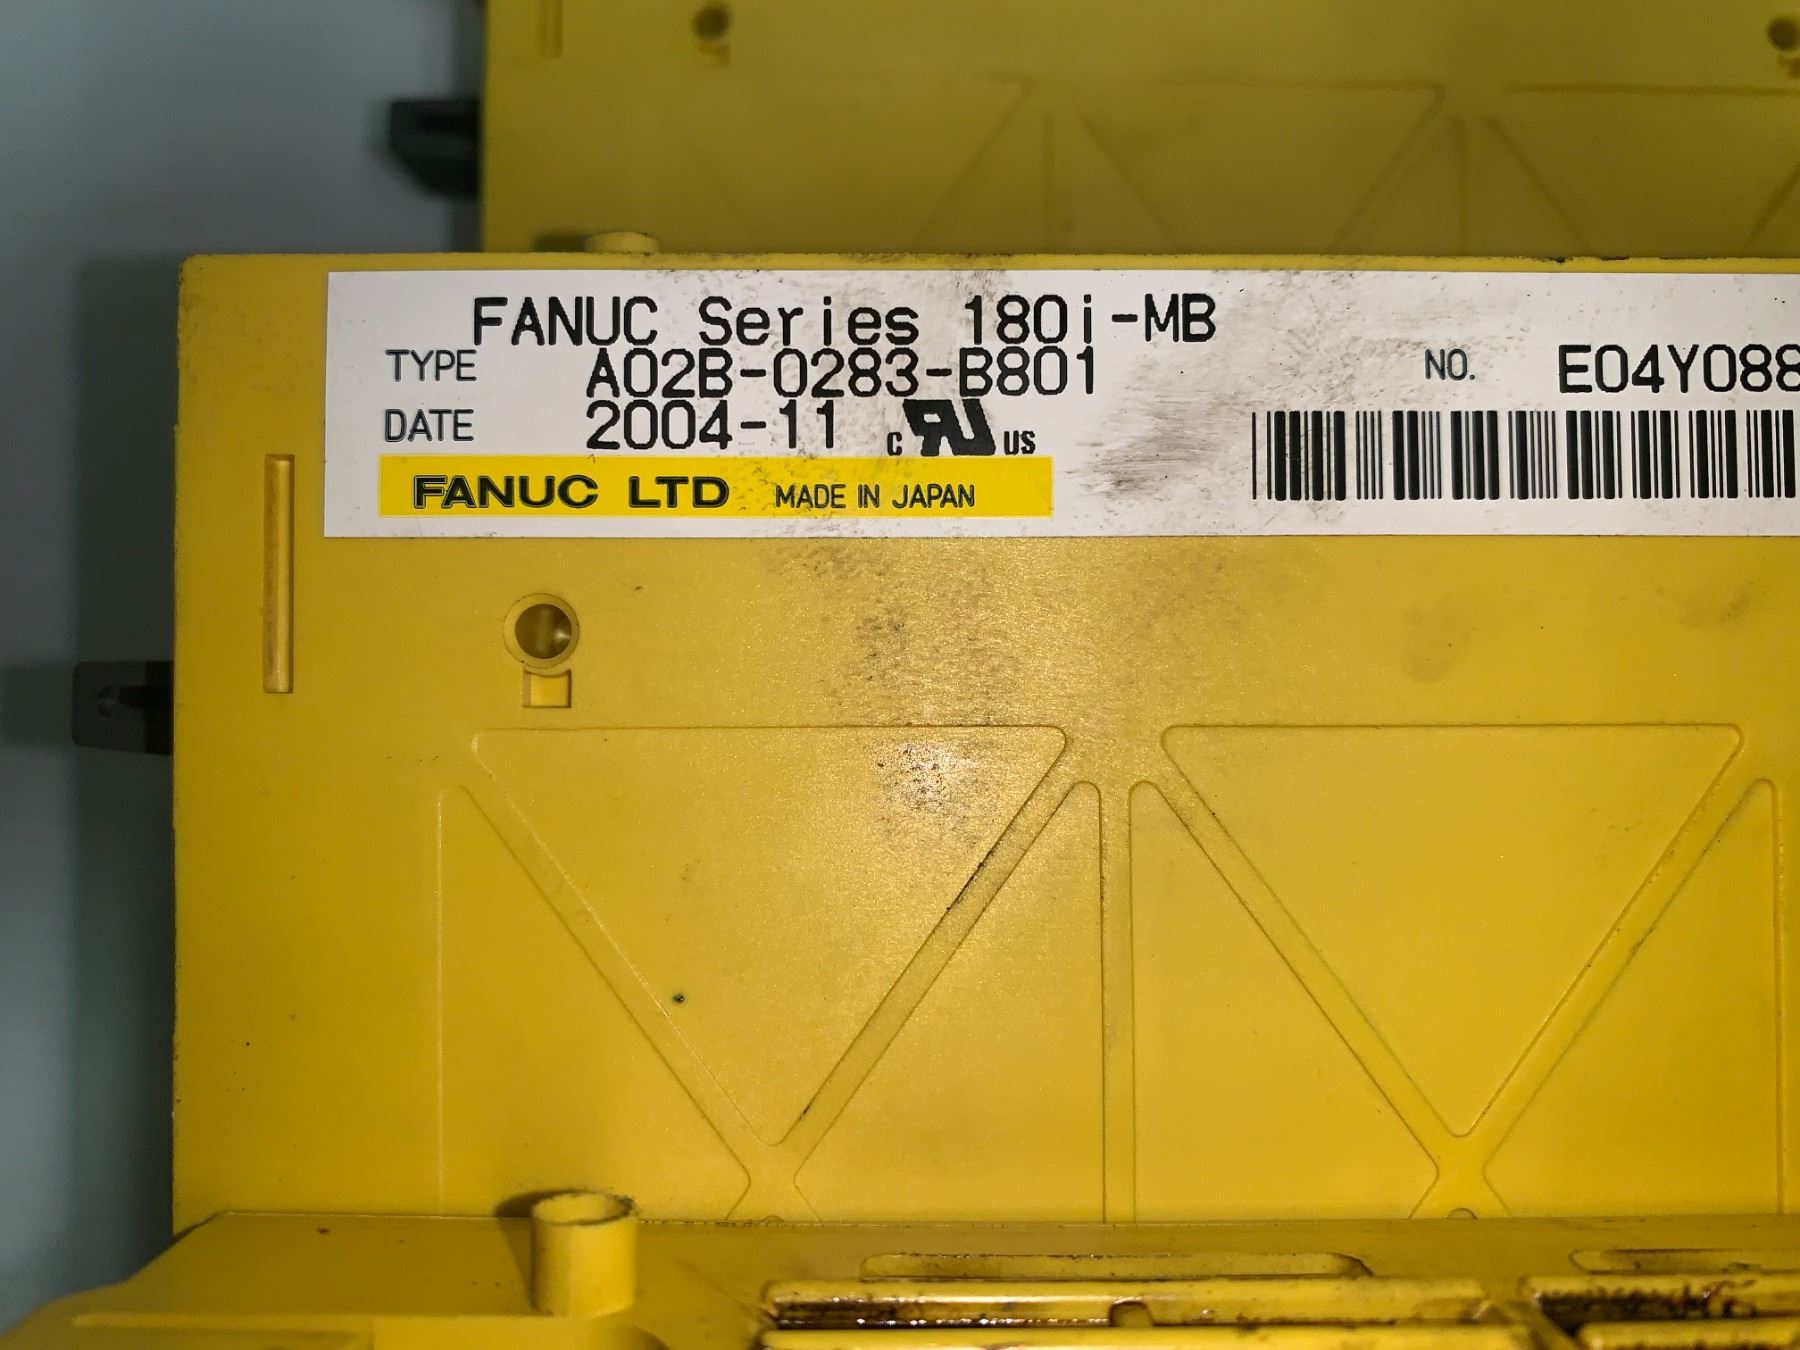 FANUC Series 180i-MB
TYPE A02B-0283-B801
NO. E04Y088
DATE 2004-11 c RU US
FANUC LTD MADE IN JAPAN